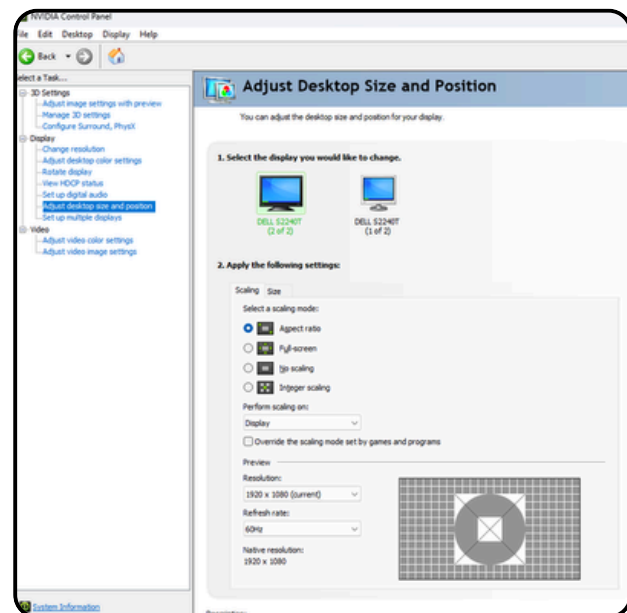 NVIDIA Control Panel
File Edit Desktop Display Help
Back
Select a Task...
3D Settings
Adjust image settings with preview
Manage 3D settings
Configure Surround, PhysX
Display
Change resolution
Adjust desktop color settings
Rotate display
View HDCP status
Set up digital audio
Adjust desktop size and position
Set up multiple displays
Video
Adjust video color settings
Adjust video image settings
System Information
Adjust Desktop Size and Position
You can adjust the desktop size and position for your display.
1. Select the display you would like to change.
DELL S2240T
(2 of 2)
DELL S2240T
(1 of 2)
2. Apply the following settings:
Scaling Size
Select a scaling mode:
Aspect ratio
Full-screen
No scaling
Integer scaling
Perform scaling on:
Display
Override the scaling mode set by games and programs
Preview
Resolution:
1920 x 1080 (current)
Refresh rate:
60Hz
Native resolution:
1920 x 1080